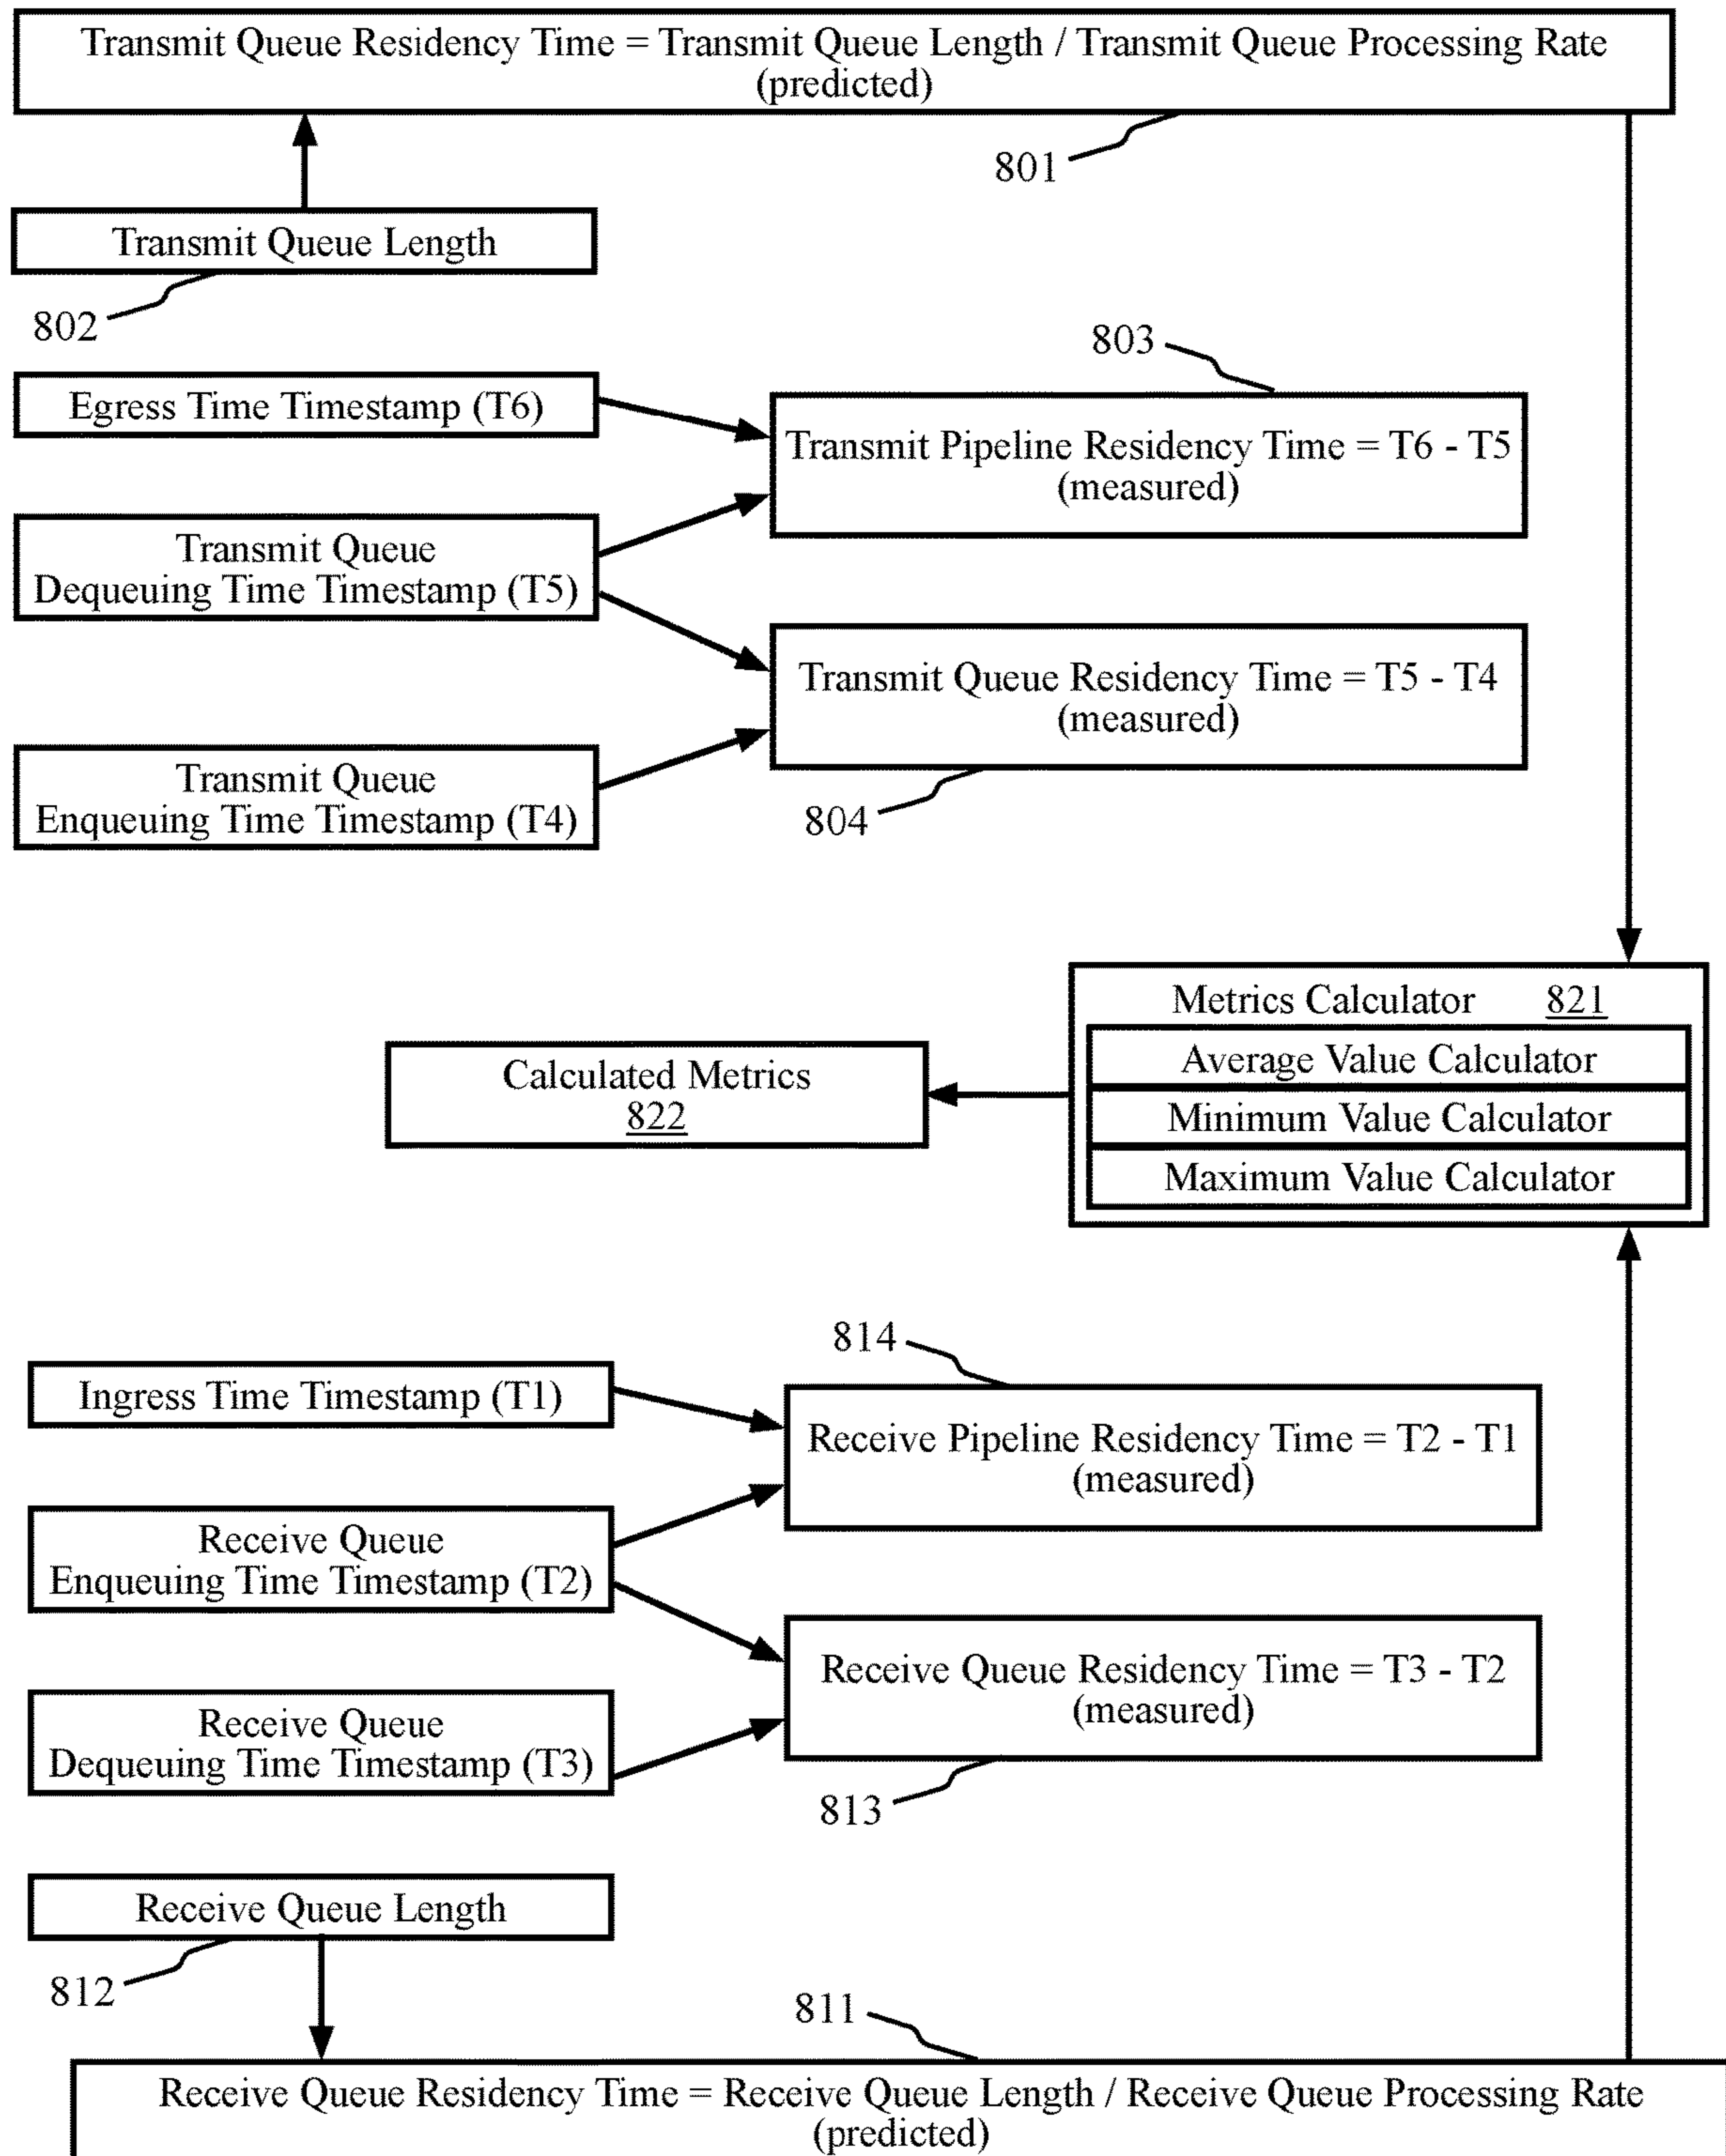 Transmit Queue Residency Time = Transmit Queue Length / Transmit Queue Processing Rate
(predicted)
801
Transmit Queue Length
802
803
Egress Time Timestamp (T6)
Transmit Pipeline Residency Time = T6 - T5
(measured)
Transmit Queue
Dequeuing Time Timestamp (T5)
Transmit Queue Residency Time = T5 - T4
(measured)
Transmit Queue
Enqueuing Time Timestamp (T4)
804
Metrics Calculator 821
Average Value Calculator
Minimum Value Calculator
Maximum Value Calculator
Calculated Metrics
822
814
Ingress Time Timestamp (T1)
Receive Pipeline Residency Time = T2 - T1
(measured)
Receive Queue
Enqueuing Time Timestamp (T2)
Receive Queue Residency Time = T3 - T2
(measured)
Receive Queue
Dequeuing Time Timestamp (T3)
813
Receive Queue Length
812
811
Receive Queue Residency Time = Receive Queue Length / Receive Queue Processing Rate
(predicted)